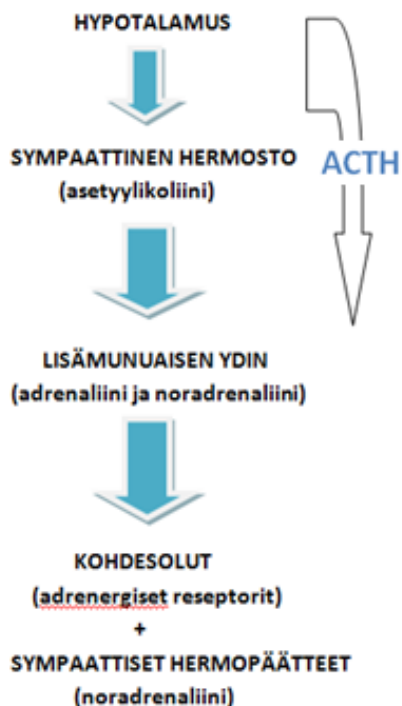 HYPOTALAMUS
SYMPAATTINEN HERMOSTO
(asetyylikoliini)
ACTH
LISÄMUNUAISEN YDIN
(adrenaliini ja noradrenaliini)
KOHDESOLUT
(adrenergiset reseptorit)
+
SYMPAATTISET HERMOPÄÄTTEET
(noradrenaliini)